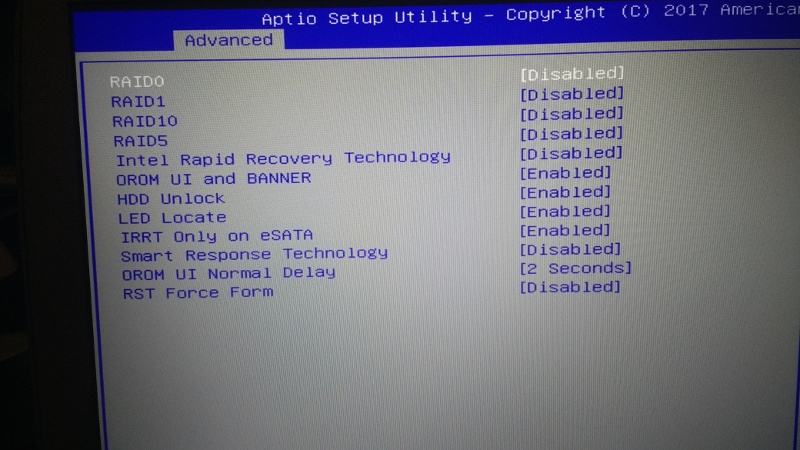 Aptio Setup Utility – Copyright (C) 2017 American
Advanced
RAID0 [Disabled]
RAID1 [Disabled]
RAID10 [Disabled]
RAID5 [Disabled]
Intel Rapid Recovery Technology [Disabled]
OROM UI and BANNER [Enabled]
HDD Unlock [Enabled]
LED Locate [Enabled]
IRRT Only on eSATA [Enabled]
Smart Response Technology [Disabled]
OROM UI Normal Delay [2 Seconds]
RST Force Form [Disabled]